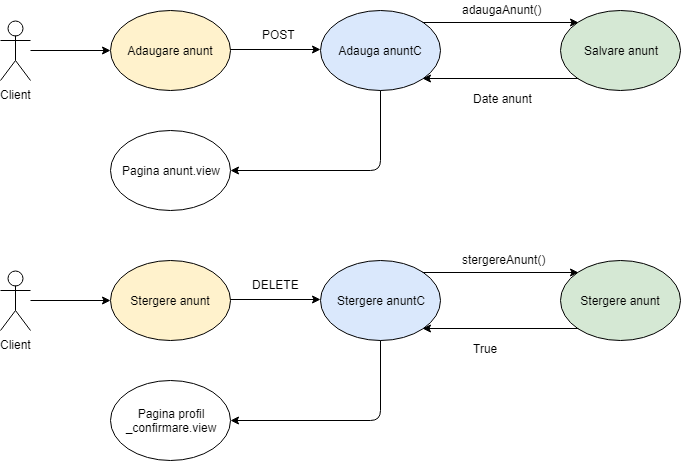 adaugaAnunt()
POST
Client
Adaugare anunt
Adauga anuntC
Salvare anunt
Date anunt
Pagina anunt.view
stergereAnunt()
DELETE
Client
Stergere anunt
Stergere anuntC
Stergere anunt
True
Pagina profil
_confirmare.view